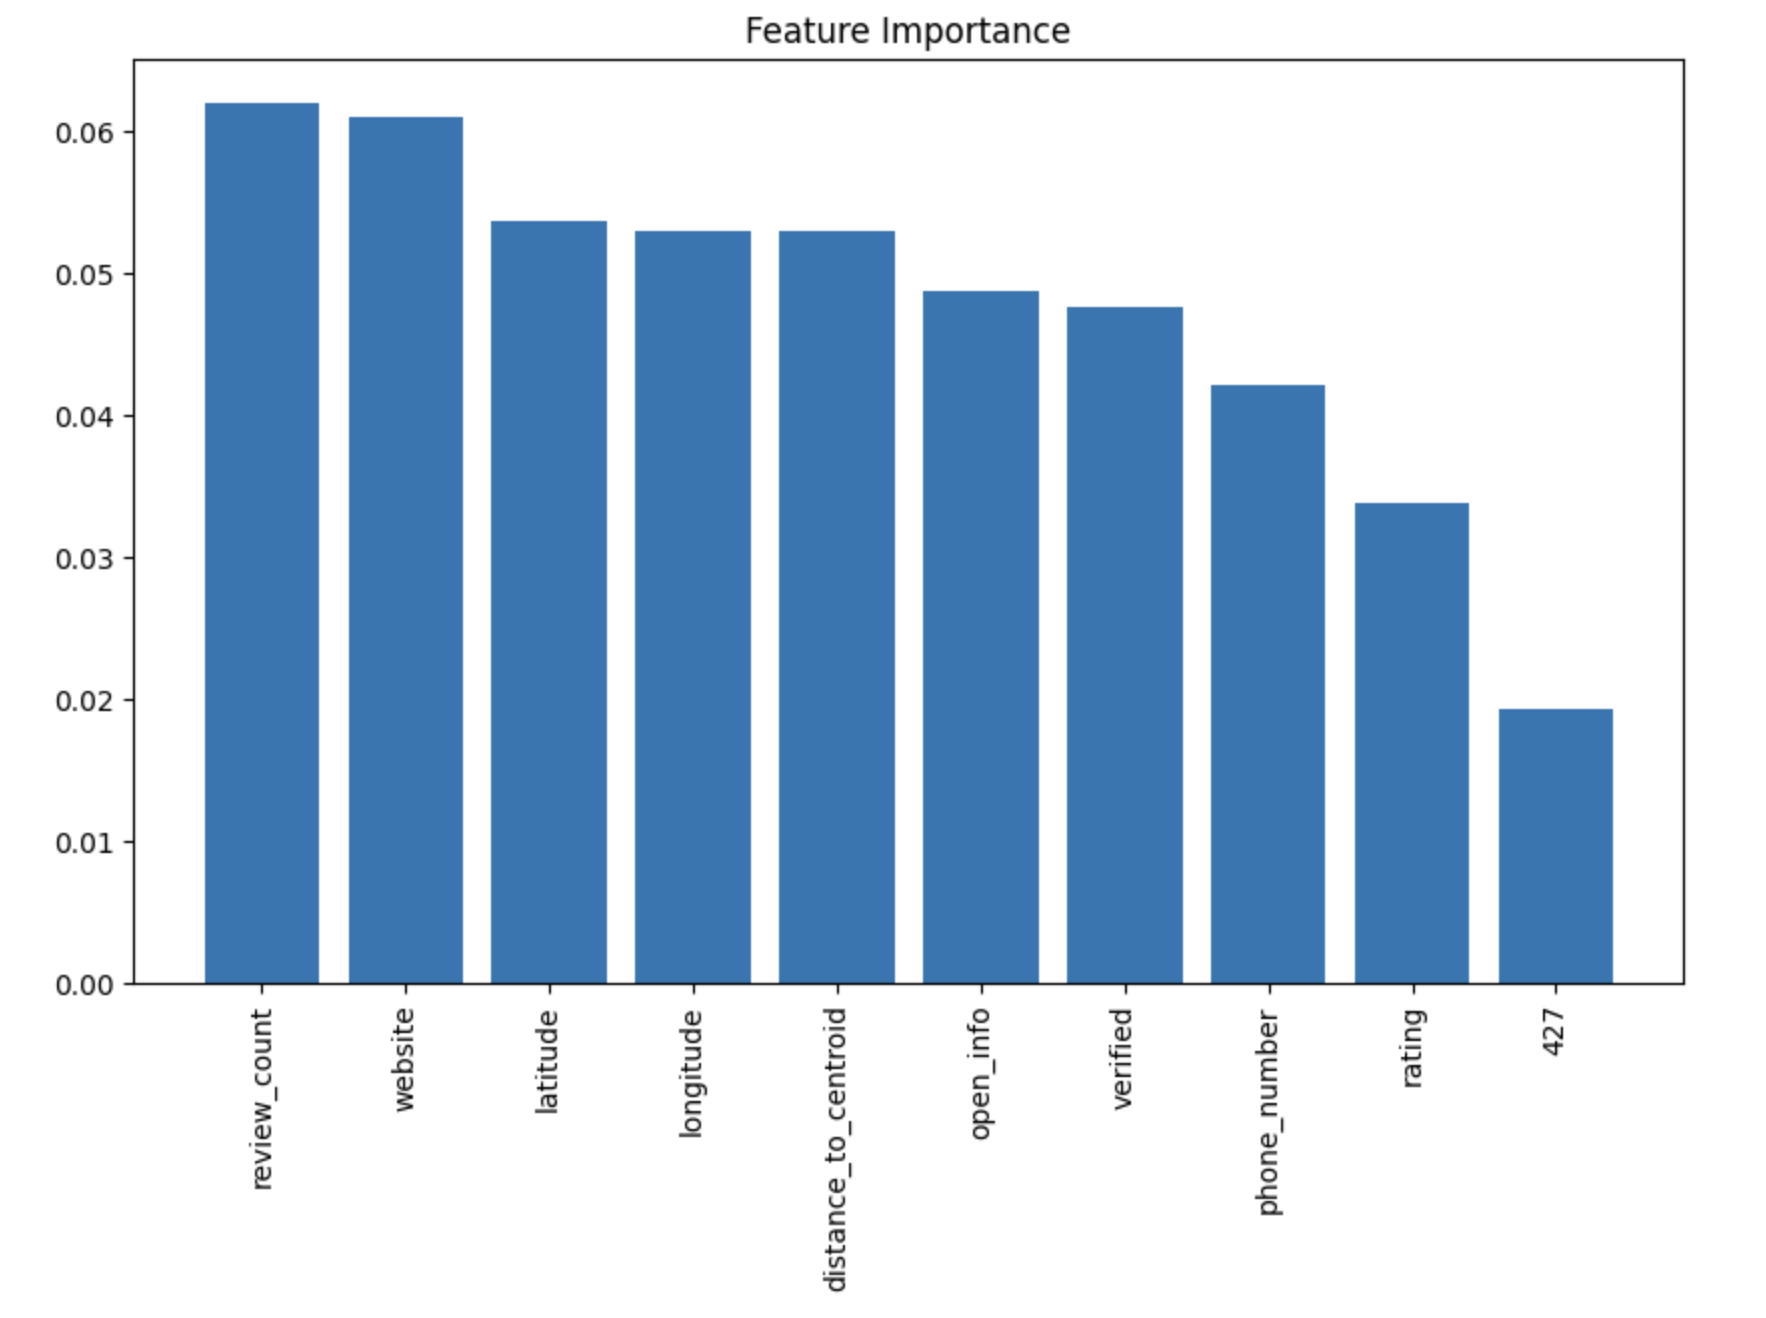 Feature Importance
0.06
0.05
0.04
0.03
0.02
0.01
0.00
review_count
website
latitude
longitude
distance_to_centroid
open_info
verified
phone_number
rating
427